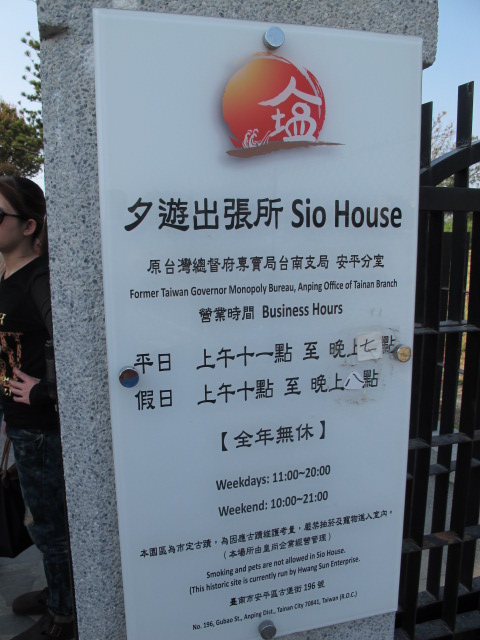 塩
夕遊出張所 Sio House
原台灣總督府專賣局台南支局 安平分室
Former Taiwan Governor Monopoly Bureau, Anping Office of Tainan Branch
營業時間 Business Hours
平日 上午十一點 至 晚上七點
假日 上午十點 至 晚上八點
【全年無休】
Weekdays: 11:00~20:00
Weekend: 10:00~21:00
本園區為市定古蹟，為因應古蹟維護考量，嚴禁抽菸及寵物進入室內。
（本場所由皇尚企業經營管理）
Smoking and pets are not allowed in Sio House.
(This historic site is currently run by Hwang Sun Enterprise.
臺南市安平區古堡街 196 號
No. 196, Gubao St., Anping Dist., Tainan City 70841, Taiwan (R.O.C.)